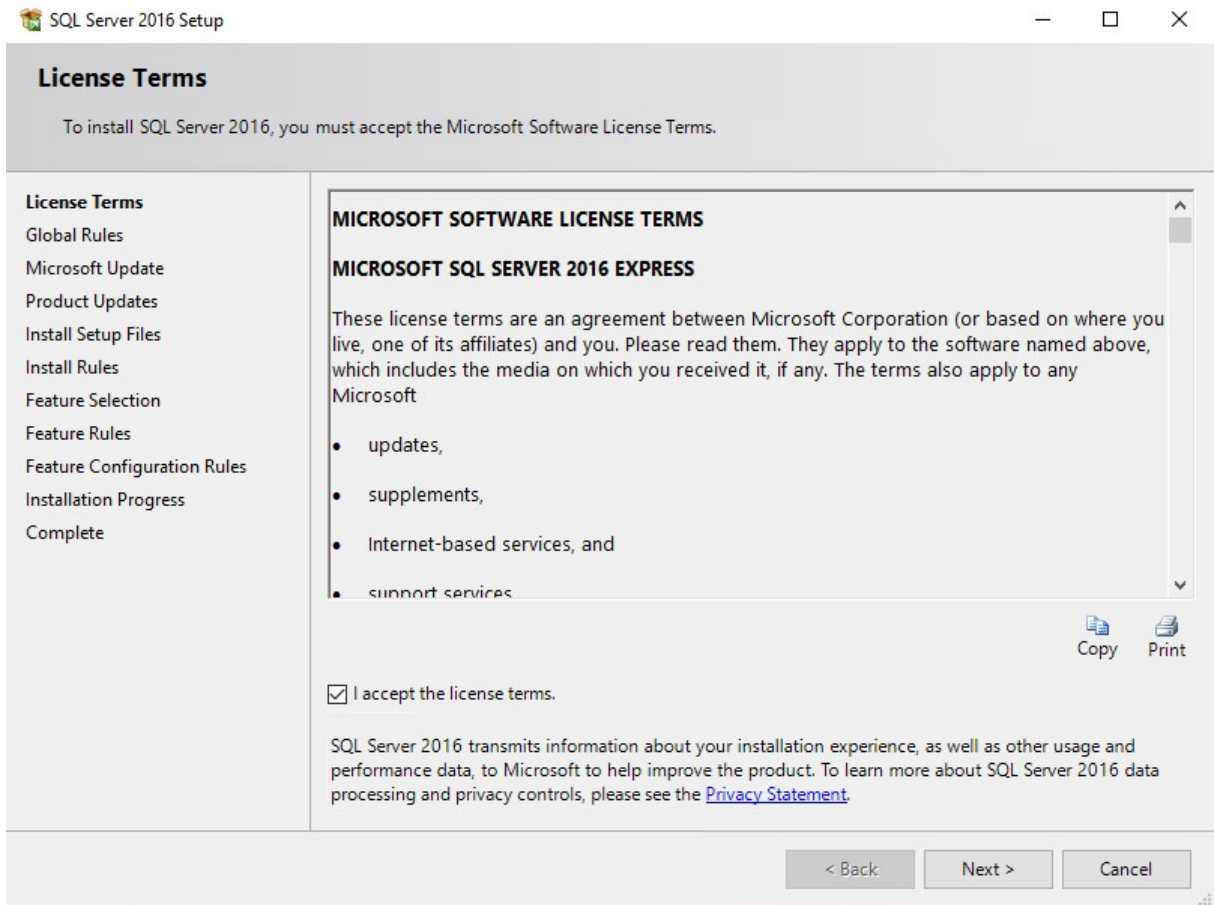 SQL Server 2016 Setup
License Terms
To install SQL Server 2016, you must accept the Microsoft Software License Terms.
License Terms
Global Rules
Microsoft Update
Product Updates
Install Setup Files
Install Rules
Feature Selection
Feature Rules
Feature Configuration Rules
Installation Progress
Complete
MICROSOFT SOFTWARE LICENSE TERMS
MICROSOFT SQL SERVER 2016 EXPRESS
These license terms are an agreement between Microsoft Corporation (or based on where you
live, one of its affiliates) and you. Please read them. They apply to the software named above,
which includes the media on which you received it, if any. The terms also apply to any
Microsoft
• updates,
• supplements,
• Internet-based services, and
• support services
Copy Print
I accept the license terms.
SQL Server 2016 transmits information about your installation experience, as well as other usage and
performance data, to Microsoft to help improve the product. To learn more about SQL Server 2016 data
processing and privacy controls, please see the Privacy Statement.
< Back Next > Cancel